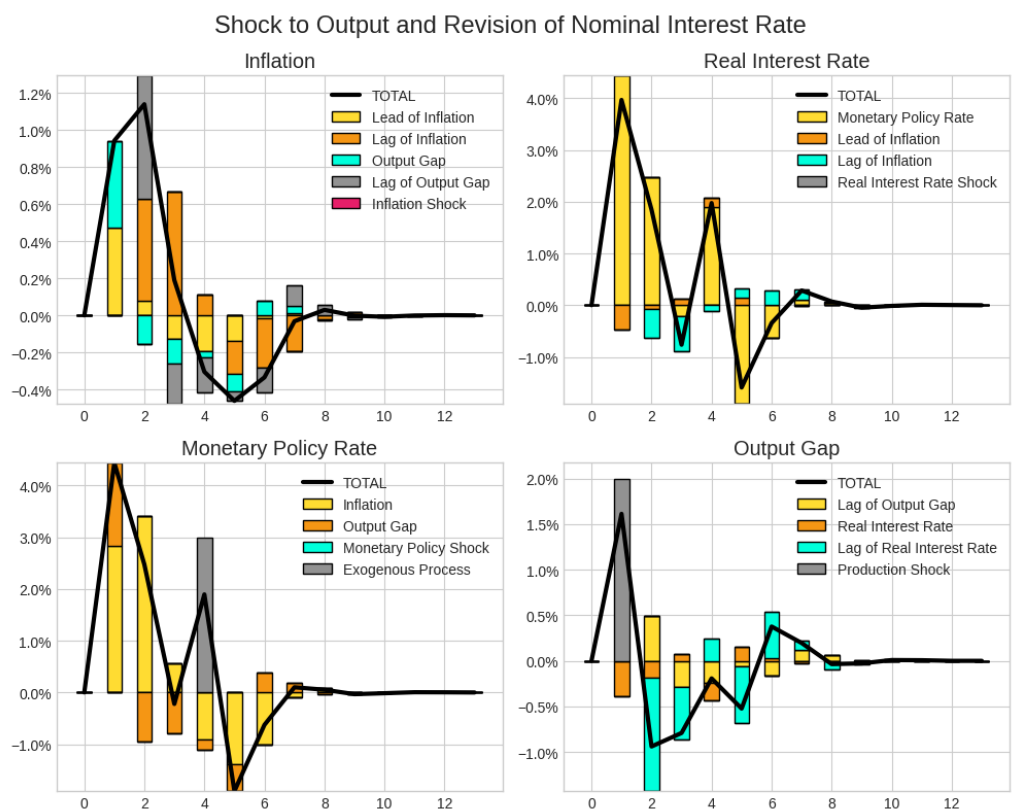 Shock to Output and Revision of Nominal Interest Rate
Inflation
1.2%
1.0%
0.8%
0.6%
0.4%
0.2%
0.0%
−0.2%
−0.4%
TOTAL
Lead of Inflation
Lag of Inflation
Output Gap
Lag of Output Gap
Inflation Shock
0 2 4 6 8 10 12
Real Interest Rate
4.0%
3.0%
2.0%
1.0%
0.0%
−1.0%
TOTAL
Monetary Policy Rate
Lead of Inflation
Lag of Inflation
Real Interest Rate Shock
0 2 4 6 8 10 12
Monetary Policy Rate
4.0%
3.0%
2.0%
1.0%
0.0%
−1.0%
TOTAL
Inflation
Output Gap
Monetary Policy Shock
Exogenous Process
0 2 4 6 8 10 12
Output Gap
2.0%
1.5%
1.0%
0.5%
0.0%
−0.5%
−1.0%
TOTAL
Lag of Output Gap
Real Interest Rate
Lag of Real Interest Rate
Production Shock
0 2 4 6 8 10 12